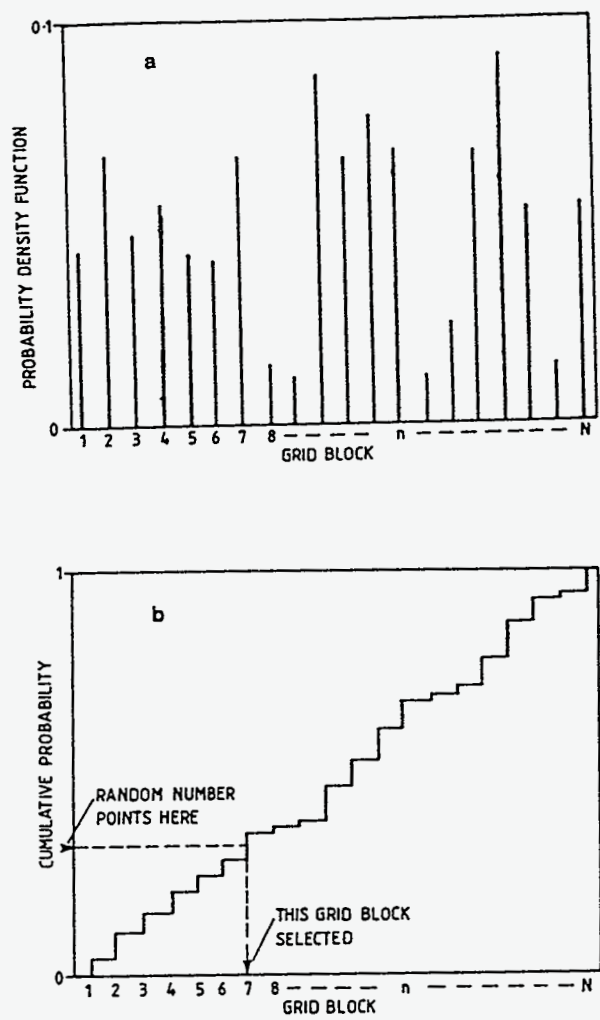 0·1
a
PROBABILITY DENSITY FUNCTION
0
1 2 3 4 5 6 7 8 — — — — n — — — — — — N
GRID BLOCK
1
b
CUMULATIVE PROBABILITY
RANDOM NUMBER
POINTS HERE
THIS GRID BLOCK
SELECTED
0
1 2 3 4 5 6 7 8 — — — — n — — — — — — N
GRID BLOCK